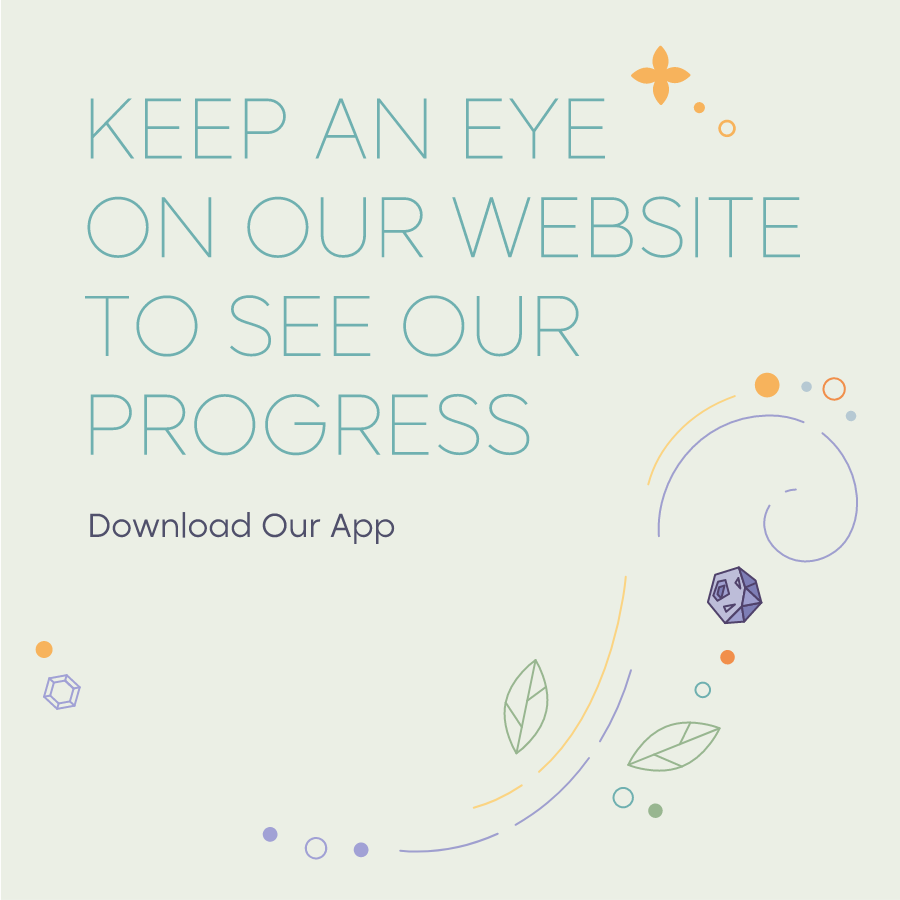 KEEP AN EYE
ON OUR WEBSITE
TO SEE OUR
PROGRESS
Download Our App